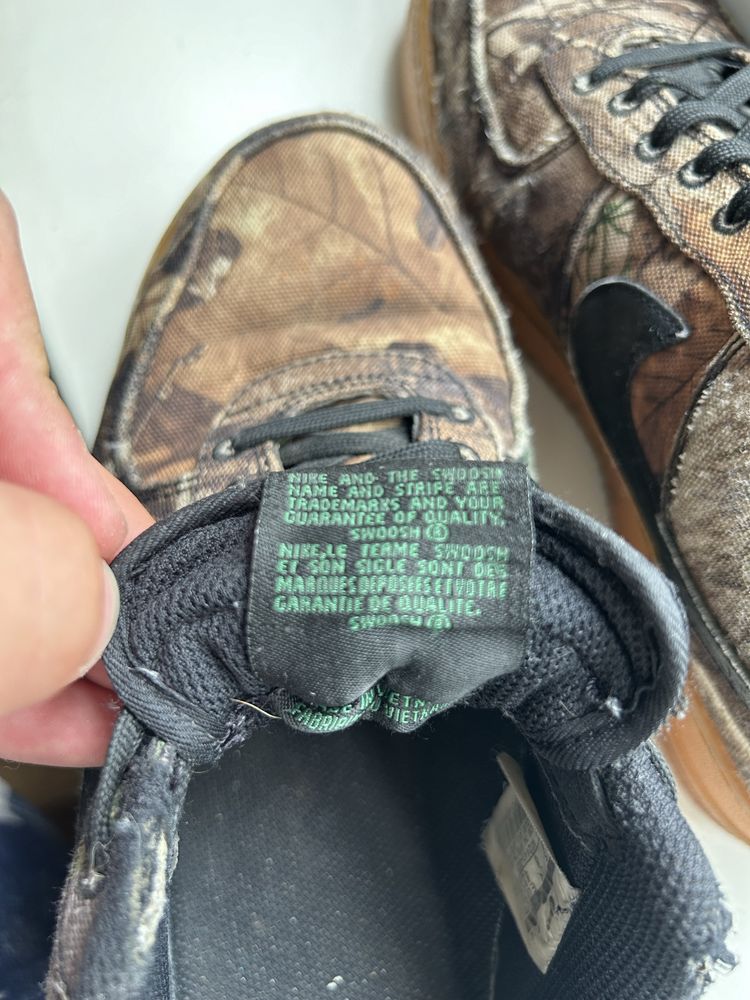 NIKE AND THE SWOOSH
NAME AND STRIPE ARE
TRADEMARKS AND YOUR
GUARANTEE OF QUALITY.
SWOOSH ®
NIKE,LE TERME SWOOSH
ET SON SIGLE SONT DES
MARQUES DEPOSEES ET VOTRE
GARANTIE DE QUALITE.
SWOOSH ®